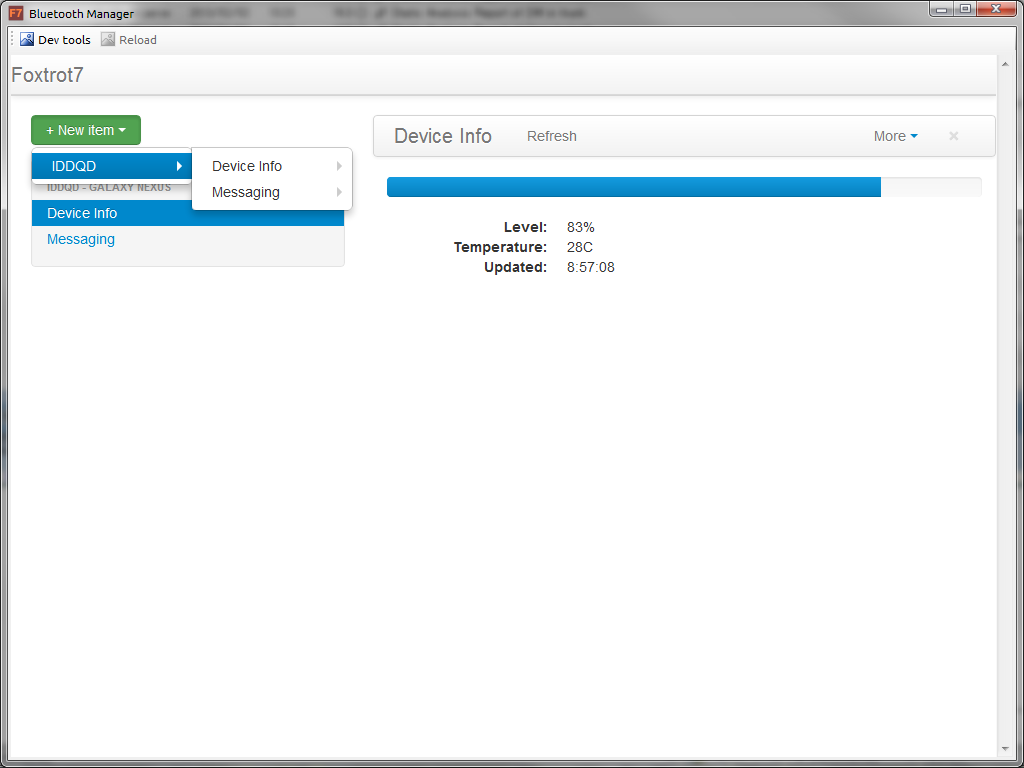 F7 Bluetooth Manager
Dev tools Reload
Foxtrot7
+ New item
Device Info Refresh More ×
IDDQD
Device Info
Messaging
IDDQD - GALAXY NEXUS
Device Info
Messaging
Level: 83%
Temperature: 28C
Updated: 8:57:08